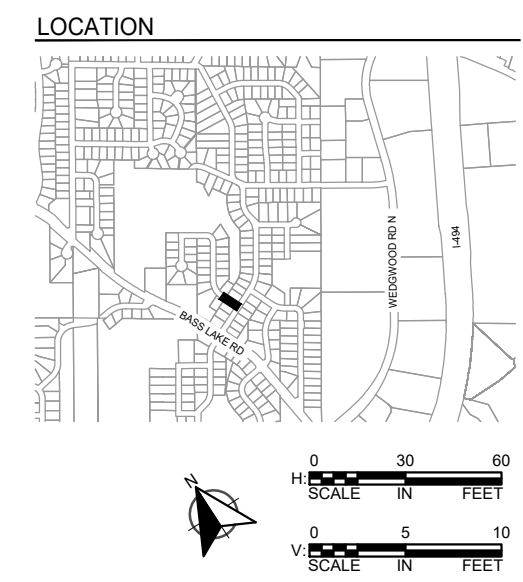 LOCATION
WEDGWOOD RD N
I-494
BASS LAKE RD
N
0 30 60
H:
SCALE IN FEET
0 5 10
V:
SCALE IN FEET